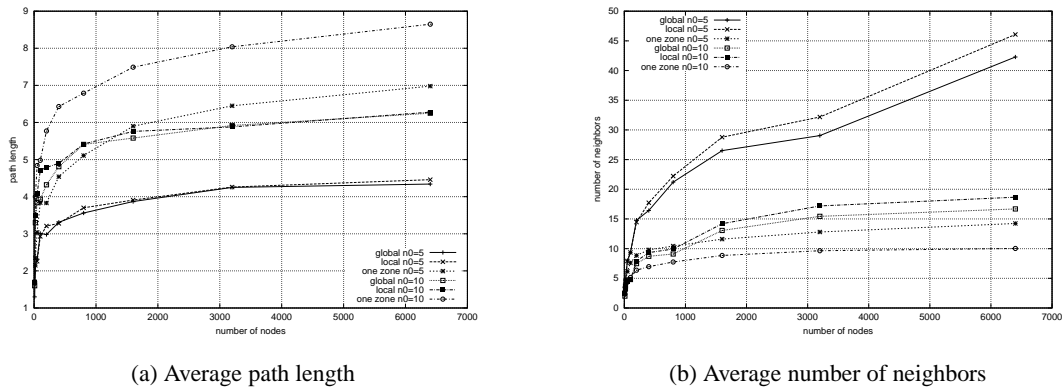 9
8
7
6
5
4
3
2
1
path length
0 1000 2000 3000 4000 5000 6000 7000
number of nodes
global n0=5
local n0=5
one zone n0=5
global n0=10
local n0=10
one zone n0=10
(a) Average path length
50
45
40
35
30
25
20
15
10
5
0
number of neighbors
0 1000 2000 3000 4000 5000 6000 7000
number of nodes
global n0=5
local n0=5
one zone n0=5
global n0=10
local n0=10
one zone n0=10
(b) Average number of neighbors